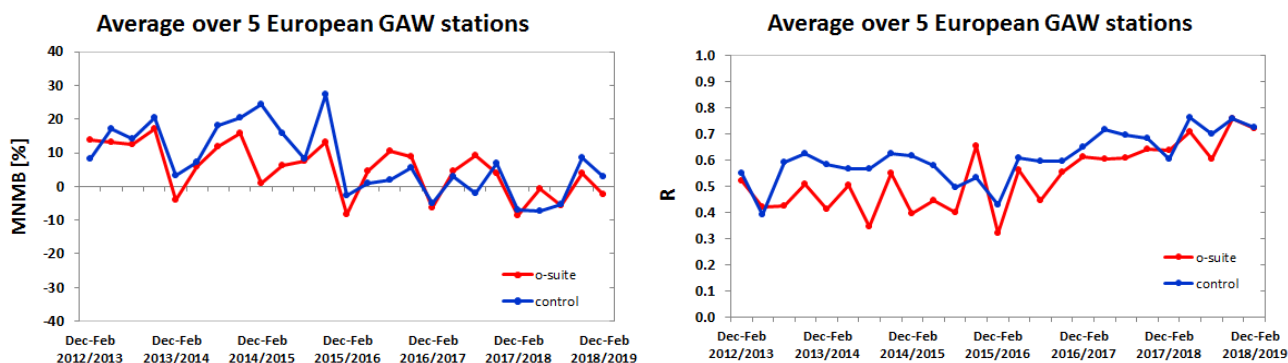 Average over 5 European GAW stations
40
30
20
10
0
-10
-20
-30
-40
MNMB [%]
o-suite
control
Dec-Feb Dec-Feb Dec-Feb Dec-Feb Dec-Feb Dec-Feb Dec-Feb
2012/2013 2013/2014 2014/2015 2015/2016 2016/2017 2017/2018 2018/2019
Average over 5 European GAW stations
1.0
0.9
0.8
0.7
0.6
0.5
0.4
0.3
0.2
0.1
0.0
R
o-suite
control
Dec-Feb Dec-Feb Dec-Feb Dec-Feb Dec-Feb Dec-Feb Dec-Feb
2012/2013 2013/2014 2014/2015 2015/2016 2016/2017 2017/2018 2018/2019